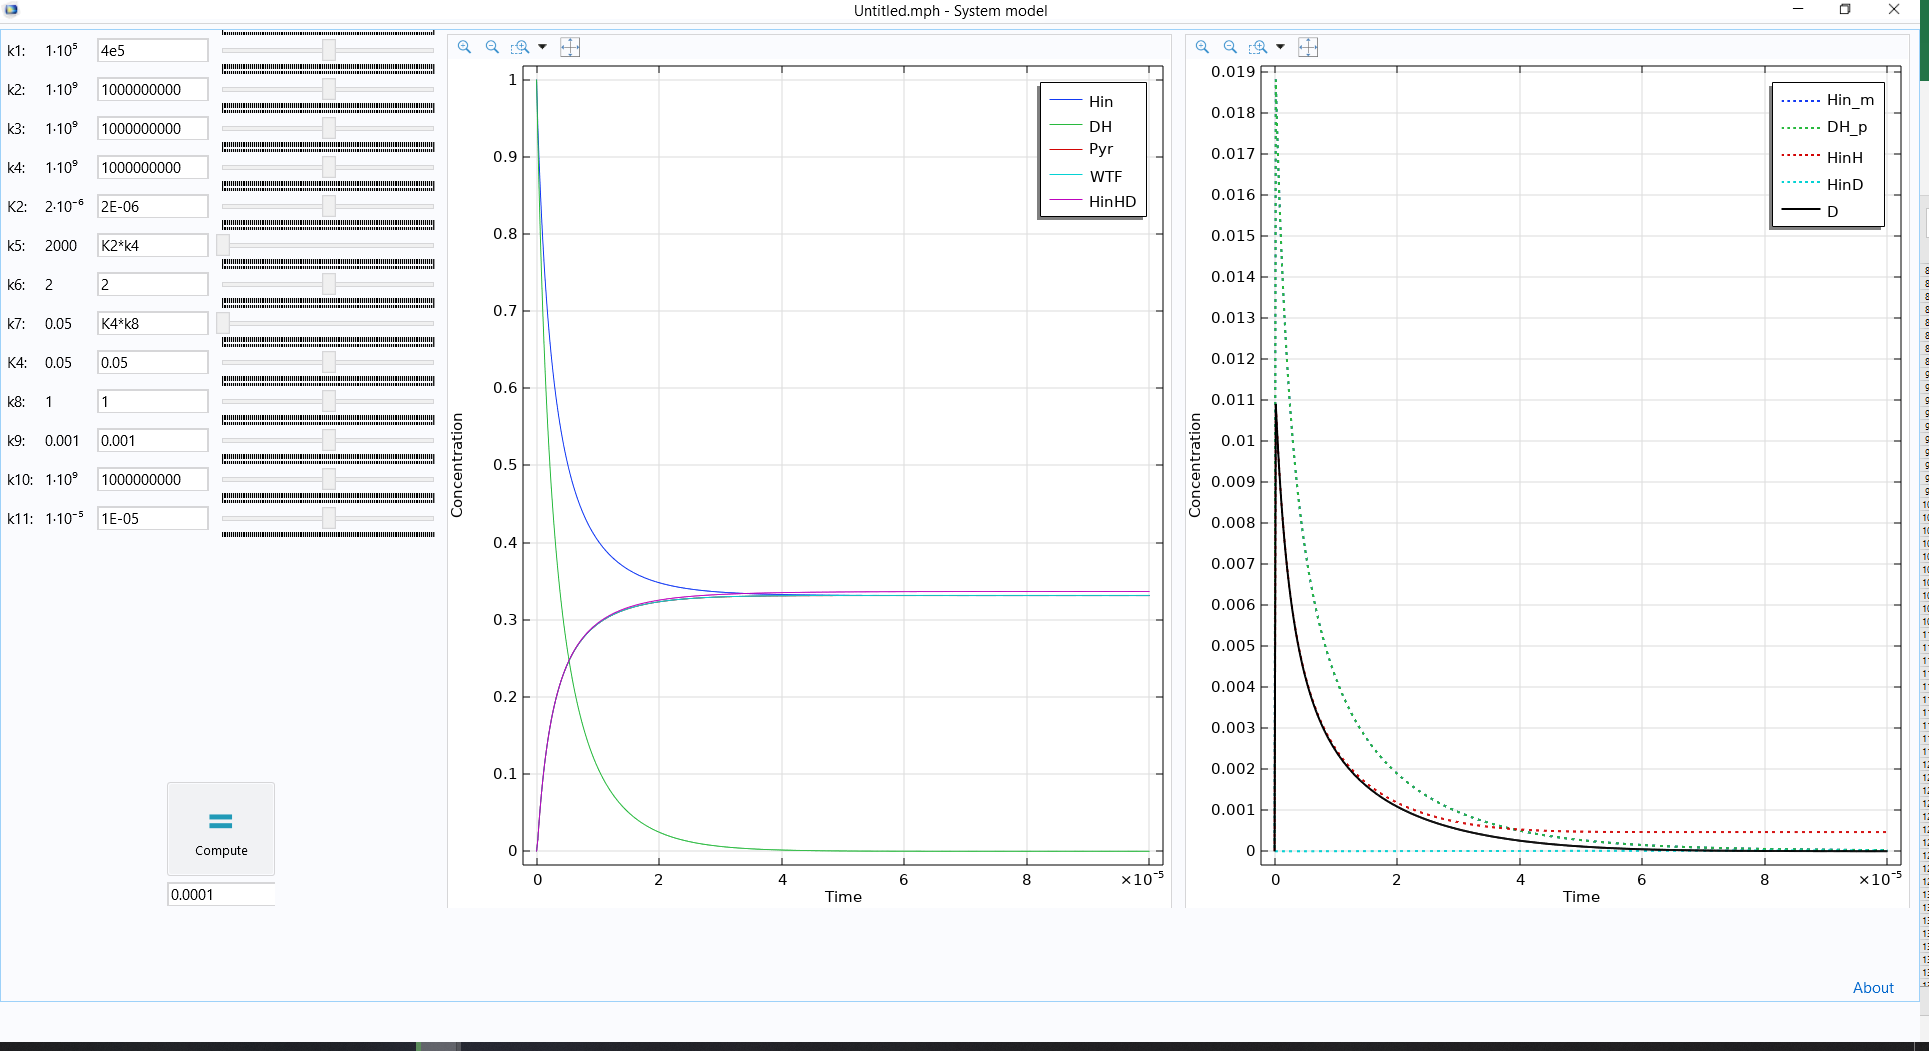 Untitled.mph - System model
k1: 1·10⁵ 4e5
k2: 1·10⁹ 1000000000
k3: 1·10⁹ 1000000000
k4: 1·10⁹ 1000000000
K2: 2·10⁻⁶ 2E-06
k5: 2000 K2*k4
k6: 2 2
k7: 0.05 K4*k8
K4: 0.05 0.05
k8: 1 1
k9: 0.001 0.001
k10: 1·10⁹ 1000000000
k11: 1·10⁻⁵ 1E-05
Compute
0.0001
Concentration
1
0.9
0.8
0.7
0.6
0.5
0.4
0.3
0.2
0.1
0
0 2 4 6 8 ×10⁻⁵
Time
Hin
DH
Pyr
WTF
HinHD
Concentration
0.019
0.018
0.017
0.016
0.015
0.014
0.013
0.012
0.011
0.01
0.009
0.008
0.007
0.006
0.005
0.004
0.003
0.002
0.001
0
0 2 4 6 8 ×10⁻⁵
Time
Hin_m
DH_p
HinH
HinD
D
About